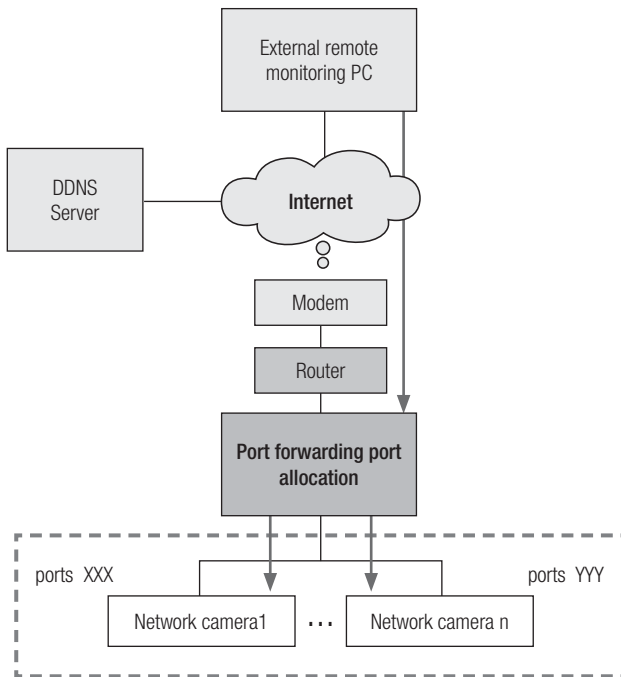 External remote
monitoring PC
DDNS
Server
Internet
Modem
Router
Port forwarding port
allocation
ports XXX
ports YYY
Network camera1
...
Network camera n